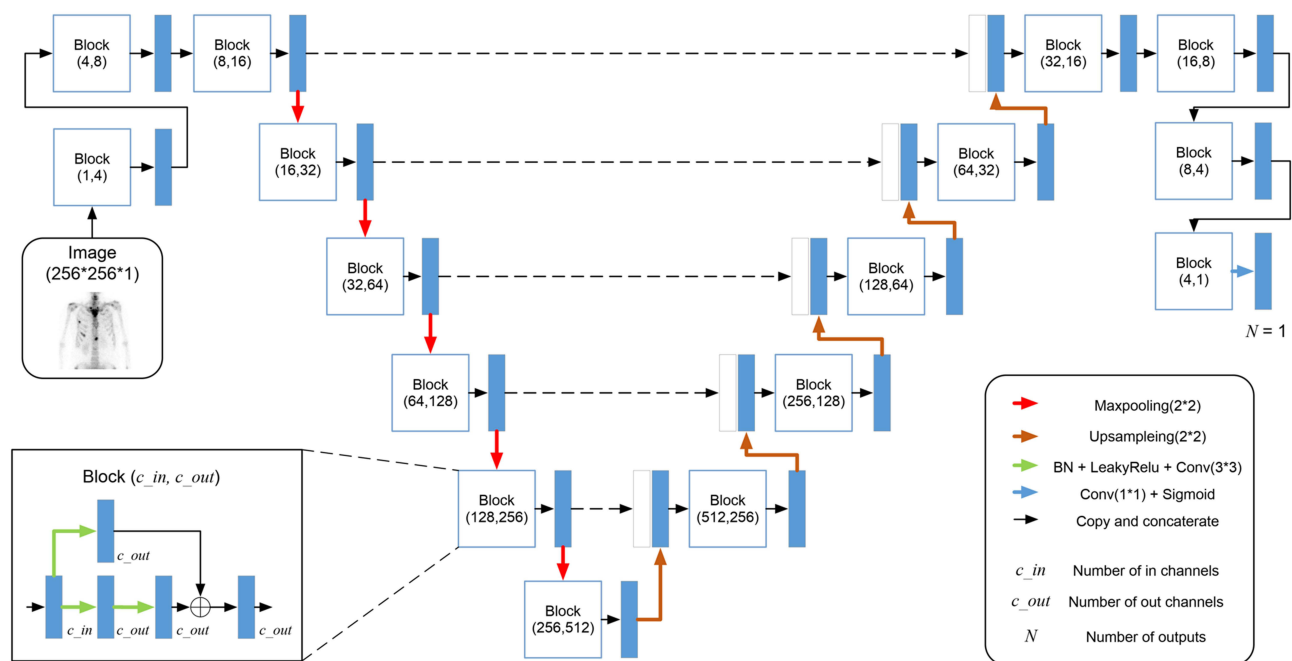 Block
(4,8)
Block
(8,16)
Block
(32,16)
Block
(16,8)
Block
(1,4)
Block
(16,32)
Block
(64,32)
Block
(8,4)
Image
(256*256*1)
Block
(32,64)
Block
(128,64)
Block
(4,1)
N = 1
Block
(64,128)
Block
(256,128)
Block
(128,256)
Block
(512,256)
Block
(256,512)
Block (c_in, c_out)
c_out
c_in
c_out
c_out
c_out
Maxpooling(2*2)
Upsampleing(2*2)
BN + LeakyRelu + Conv(3*3)
Conv(1*1) + Sigmoid
Copy and concaterate
c_in Number of in channels
c_out Number of out channels
N Number of outputs